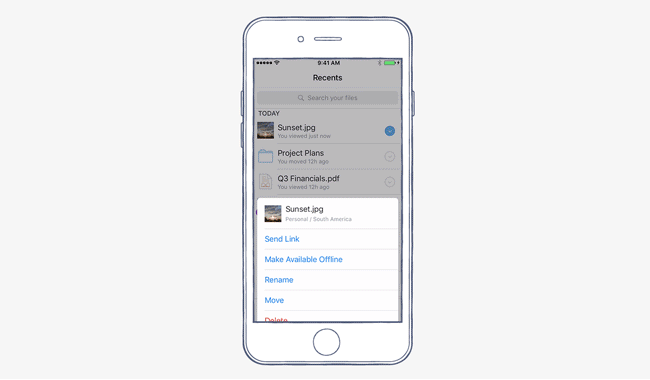 9:41 AM
Recents
Search your files
TODAY
Sunset.jpg
You viewed just now
Project Plans
You moved 12h ago
Q3 Financials.pdf
You viewed 12h ago
Sunset.jpg
Personal / South America
Send Link
Make Available Offline
Rename
Move
Delete